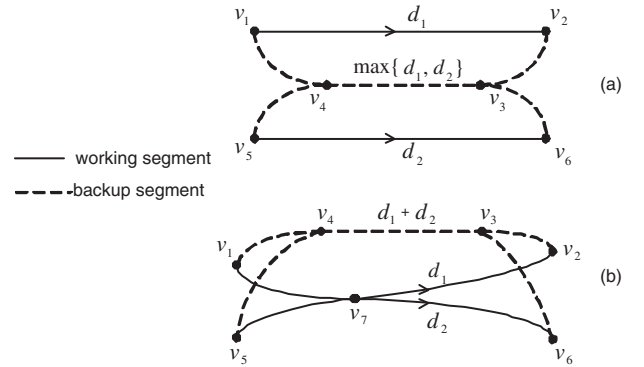 v1 d1 v2
max{ d1, d2 }
v4 v3 (a)
v5 d2 v6
working segment
backup segment
v4 d1 + d2 v3
v1 v2
d1 (b)
v7 d2
v5 v6